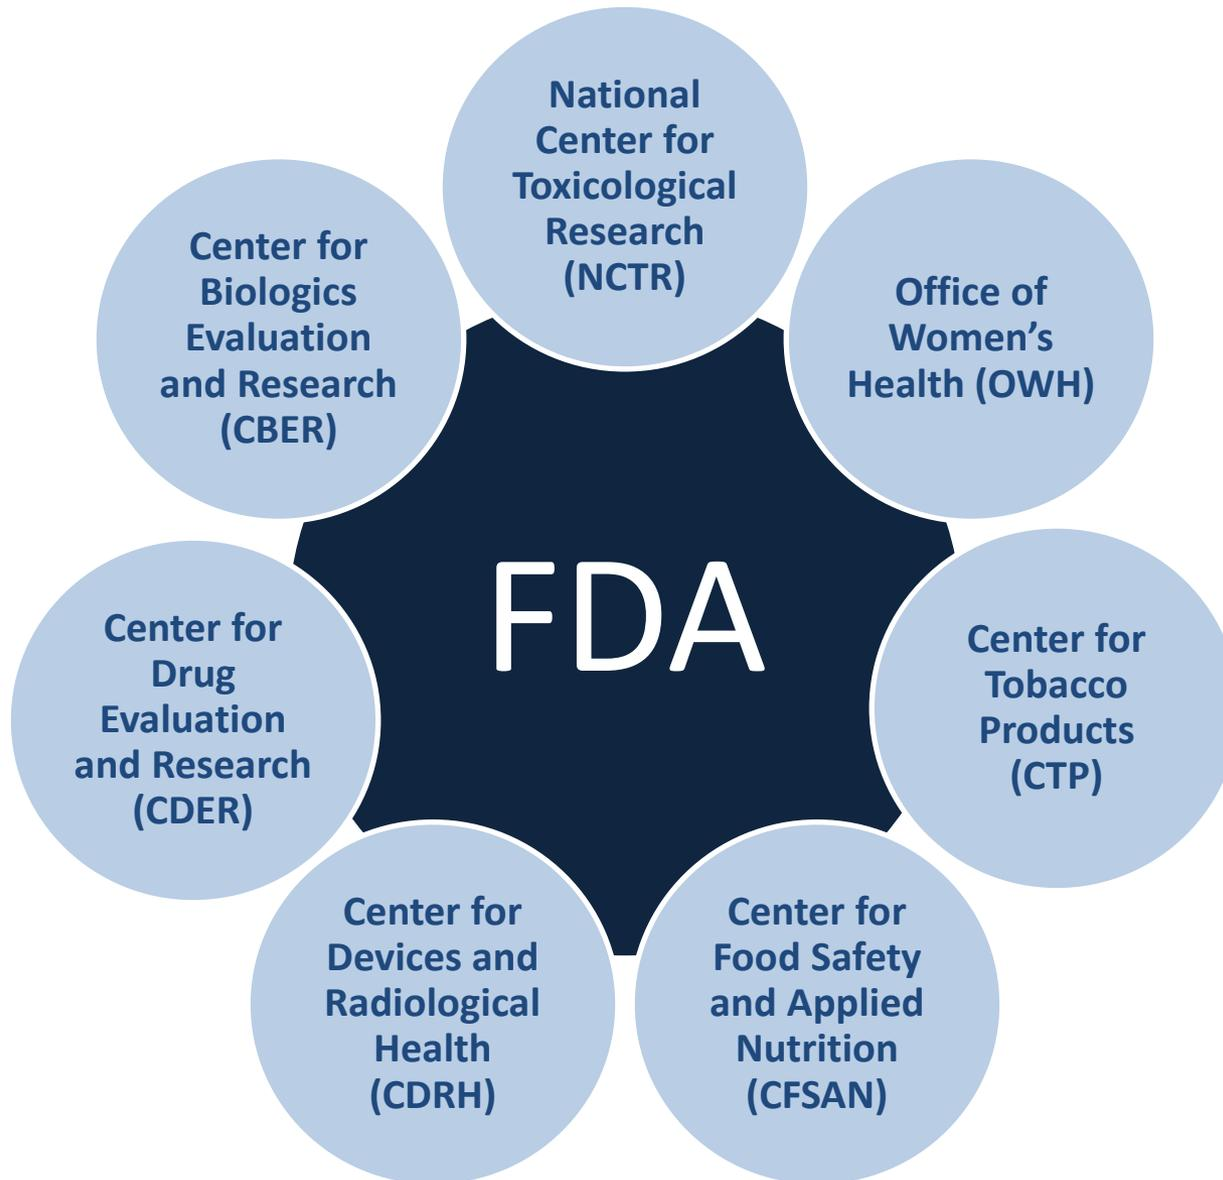 National
Center for
Toxicological
Research
(NCTR)
Office of
Women’s
Health (OWH)
Center for
Tobacco
Products
(CTP)
Center for
Food Safety
and Applied
Nutrition
(CFSAN)
Center for
Devices and
Radiological
Health
(CDRH)
Center for
Drug
Evaluation
and Research
(CDER)
Center for
Biologics
Evaluation
and Research
(CBER)
FDA